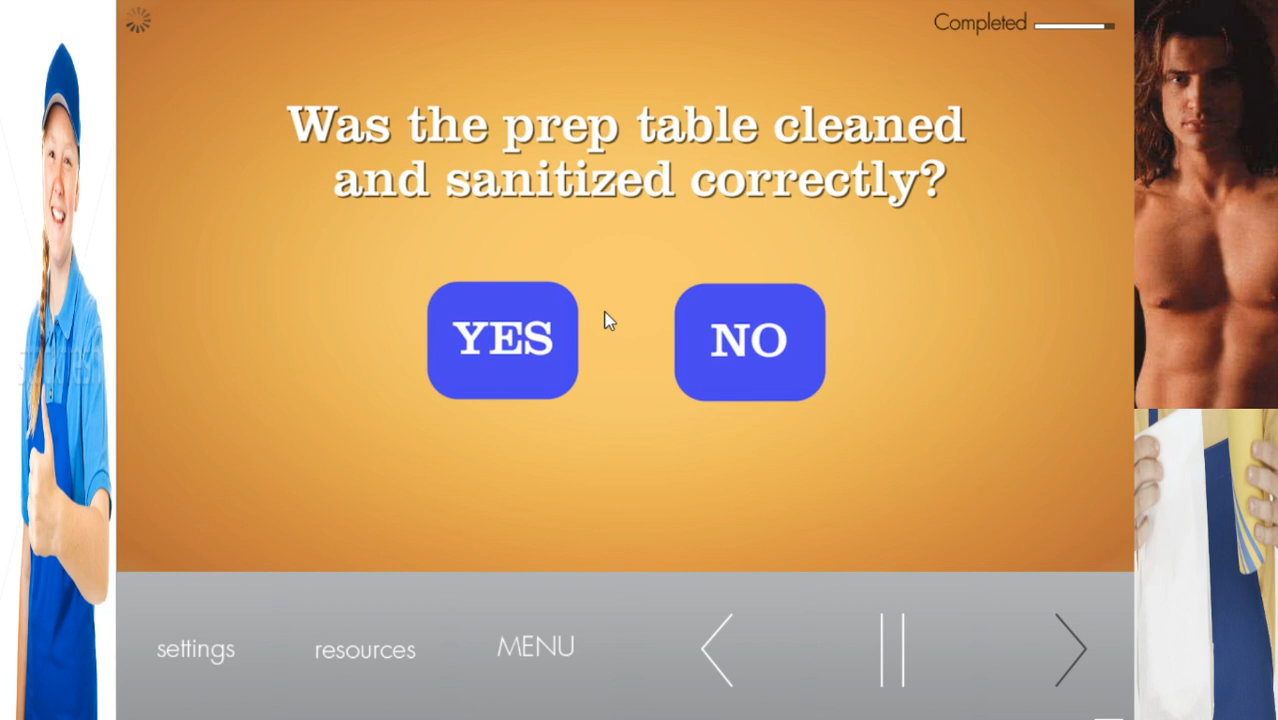 Completed
Was the prep table cleaned
and sanitized correctly?
YES
NO
settings
resources
MENU